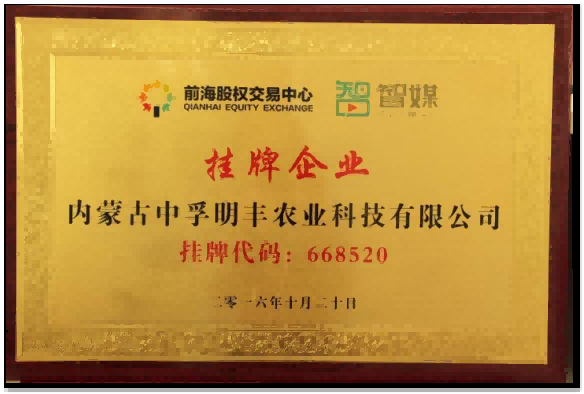 前海股权交易中心
QIANHAI EQUITY EXCHANGE
智 智媒
挂牌企业
内蒙古中孚明丰农业科技有限公司
挂牌代码：668520
二零一六年十月二十日